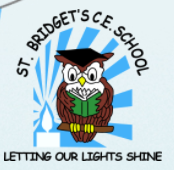 ST. BRIDGET'S C.E. SCHOOL
LETTING OUR LIGHTS SHINE